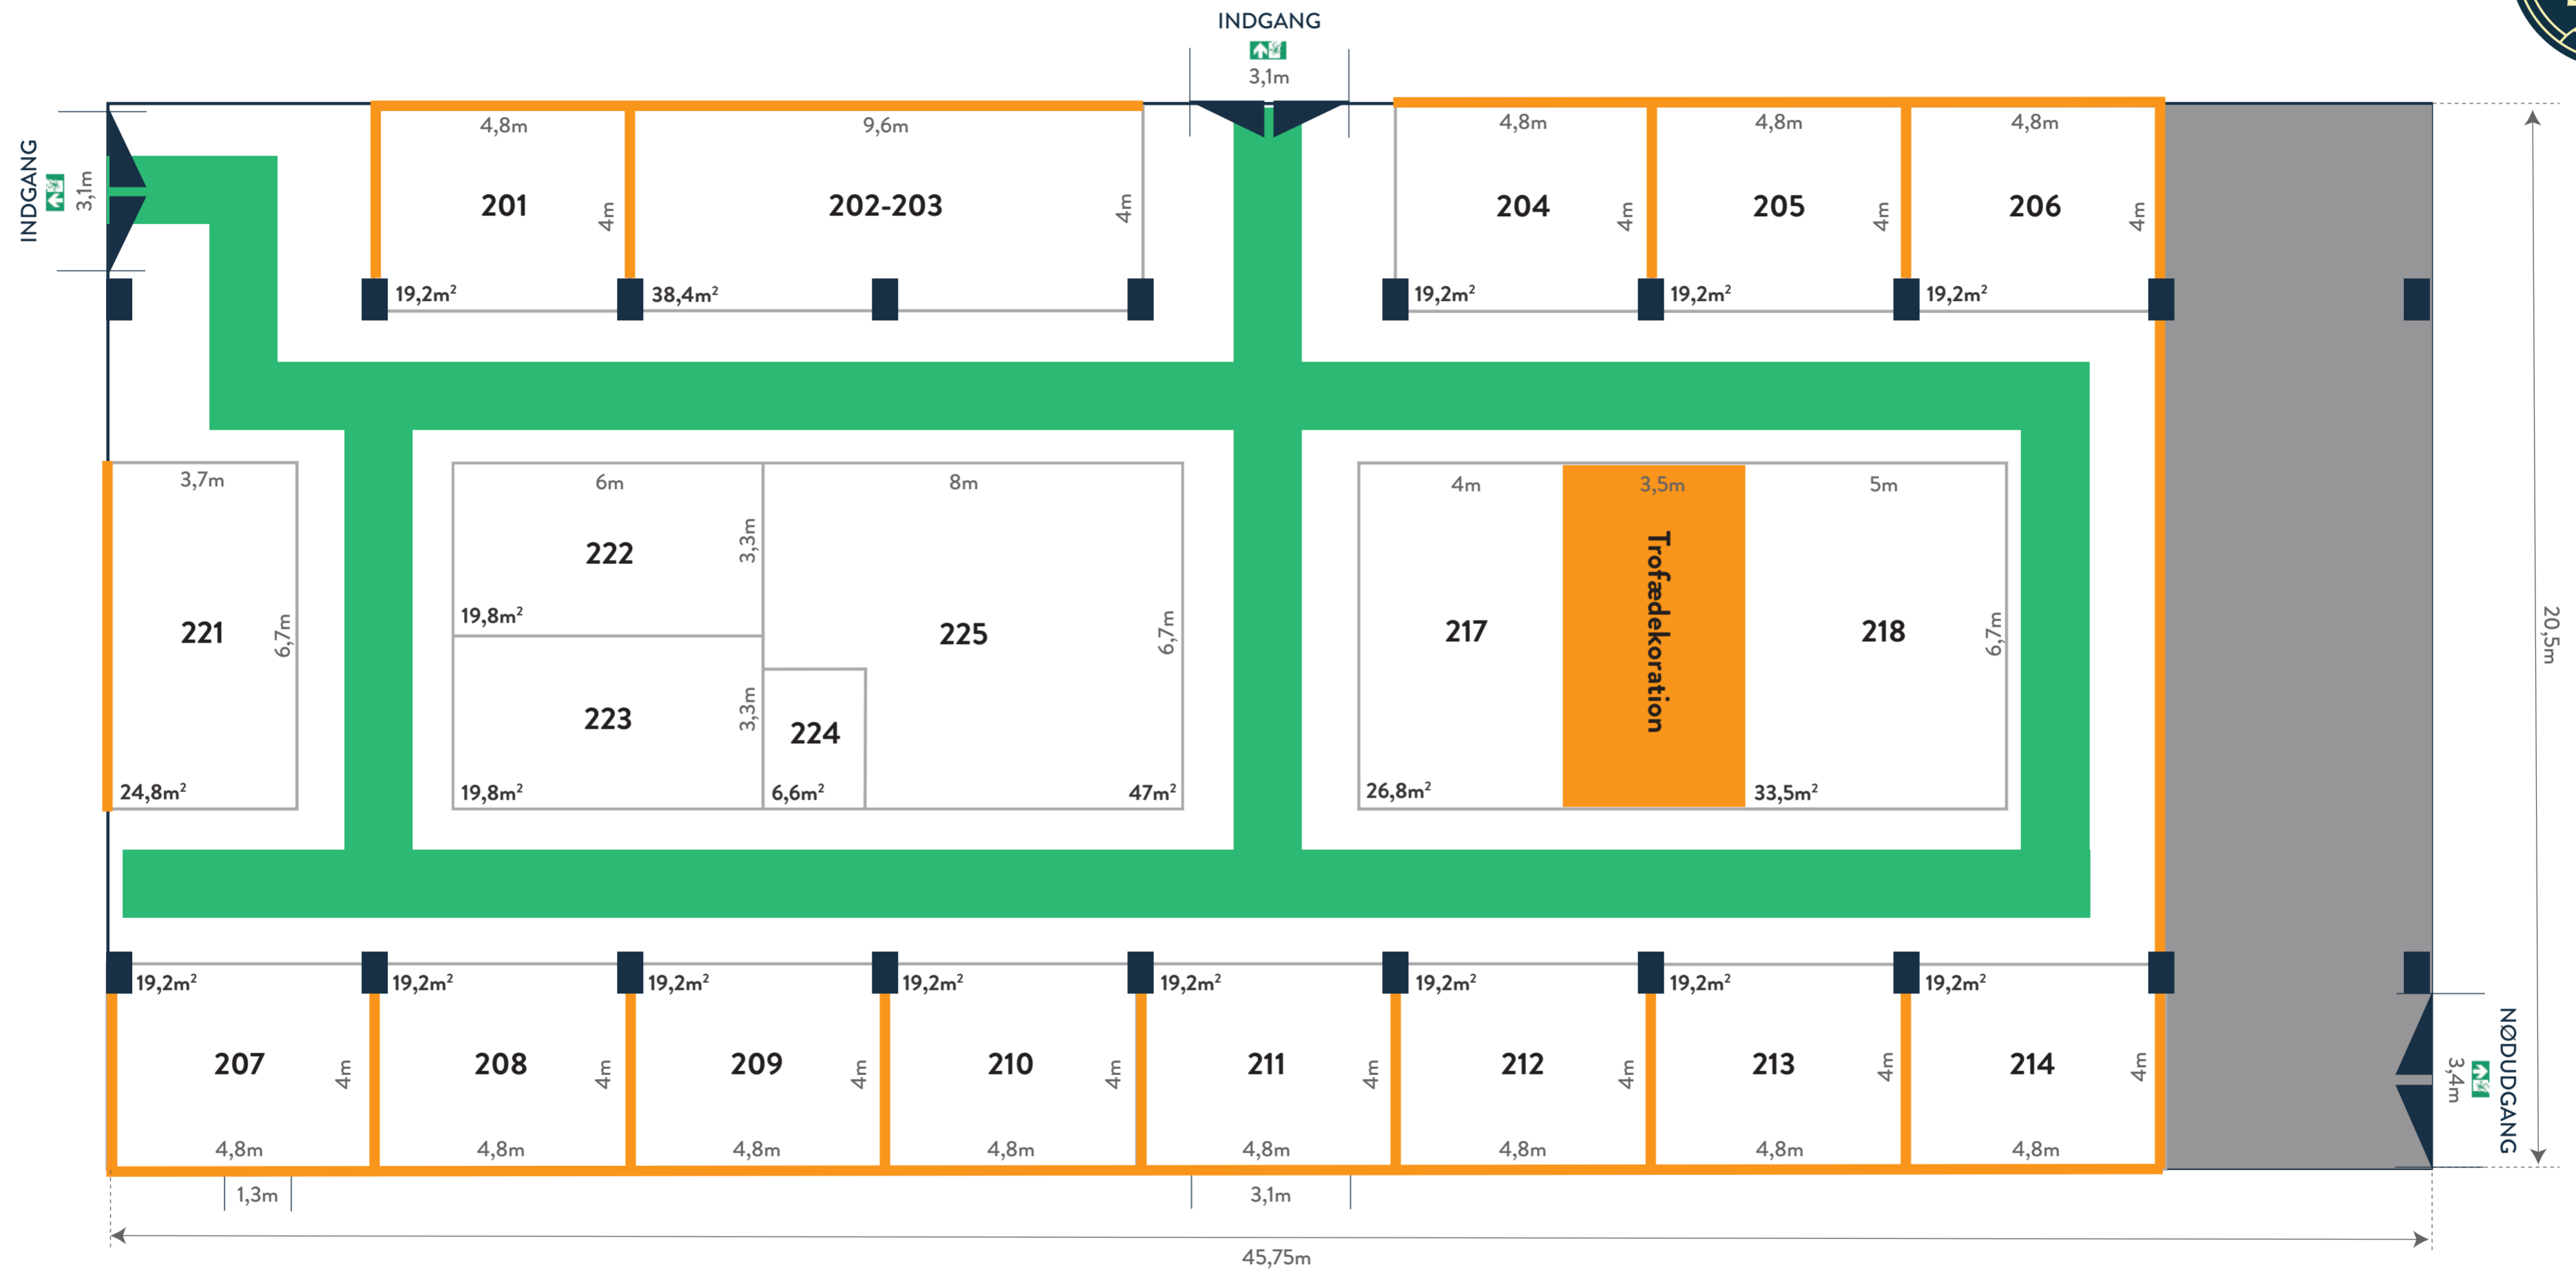 INDGANG
3,1m
INDGANG
3,1m
4,8m
9,6m
4,8m
4,8m
4,8m
201
4m
202-203
4m
204
4m
205
4m
206
4m
19,2m²
38,4m²
19,2m²
19,2m²
19,2m²
3,7m
221
6,7m
24,8m²
6m
222
3,3m
19,8m²
223
3,3m
19,8m²
8m
225
6,7m
47m²
224
6,6m²
4m
217
26,8m²
3,5m
Trofædekoration
5m
218
6,7m
33,5m²
20,5m
19,2m²
19,2m²
19,2m²
19,2m²
19,2m²
19,2m²
19,2m²
19,2m²
207
4m
208
4m
209
4m
210
4m
211
4m
212
4m
213
4m
214
4m
4,8m
4,8m
4,8m
4,8m
4,8m
4,8m
4,8m
4,8m
3,4m
NØDUDGANG
1,3m
3,1m
45,75m